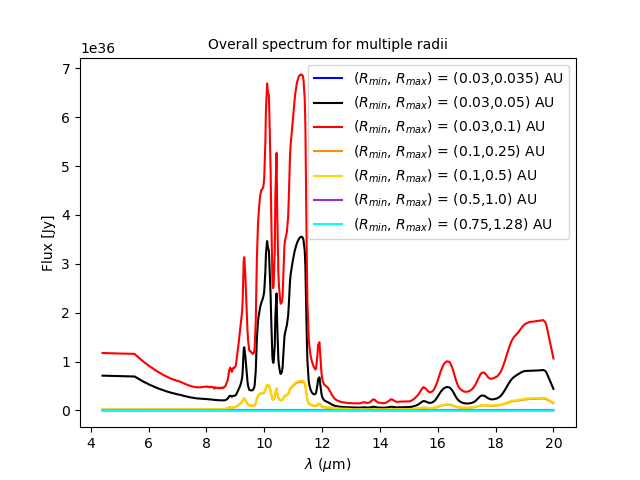 Overall spectrum for multiple radii
1e36
7
6
5
4
3
2
1
0
Flux [Jy]
(Rmin, Rmax) = (0.03,0.035) AU
(Rmin, Rmax) = (0.03,0.05) AU
(Rmin, Rmax) = (0.03,0.1) AU
(Rmin, Rmax) = (0.1,0.25) AU
(Rmin, Rmax) = (0.1,0.5) AU
(Rmin, Rmax) = (0.5,1.0) AU
(Rmin, Rmax) = (0.75,1.28) AU
4 6 8 10 12 14 16 18 20
λ (μm)